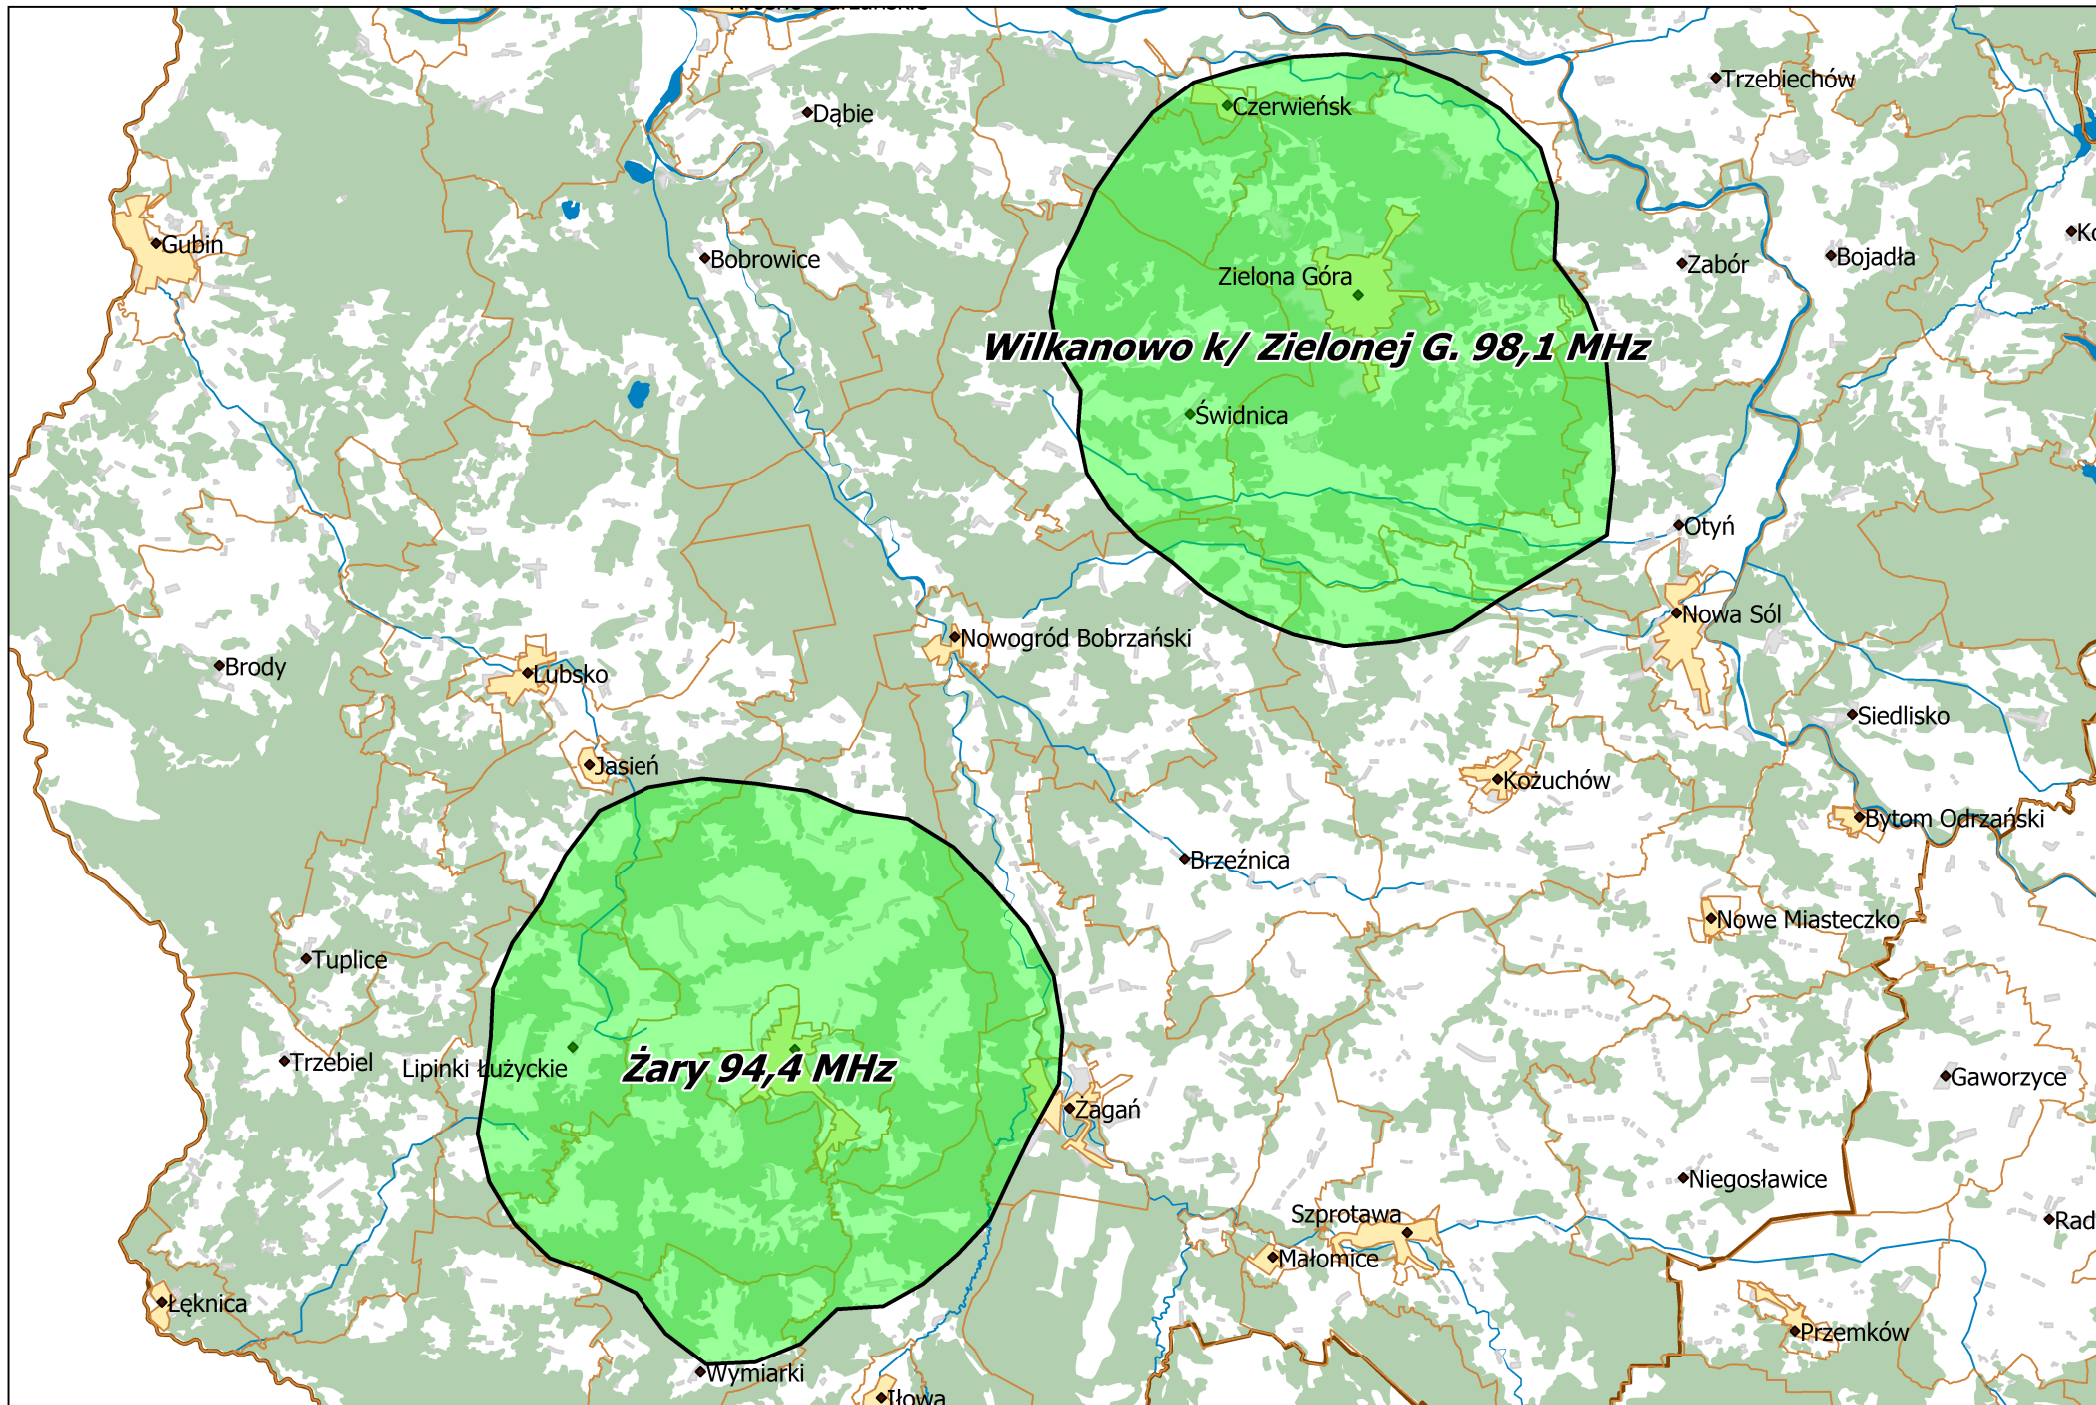 Trzebiechów
Czerwieńsk
Dąbie
Gubin
Bobrowice
Zabór
Bojadła
Zielona Góra
Wilkanowo k/ Zielonej G. 98,1 MHz
Świdnica
Otyń
Nowa Sól
Nowogród Bobrzański
Brody
Lubsko
Siedlisko
Jasień
Kożuchów
Bytom Odrzański
Brzeźnica
Nowe Miasteczko
Tuplice
Trzebiel
Lipinki Łużyckie
Żary 94,4 MHz
Gaworzyce
Żagań
Niegosławice
Szprotawa
Rad
Małomice
Łęknica
Przemków
Wymiarki
Iłowa